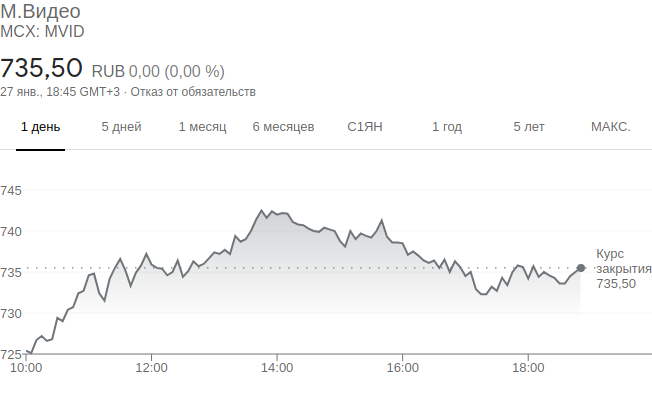 М.Видео
MCX: MVID
735,50 RUB 0,00 (0,00 %)
27 янв., 18:45 GMT+3 · Отказ от обязательств
1 день 5 дней 1 месяц 6 месяцев С1ЯН 1 год 5 лет МАКС.
745
740
Курс
735 закрытия
735,50
730
725
10:00 12:00 14:00 16:00 18:00